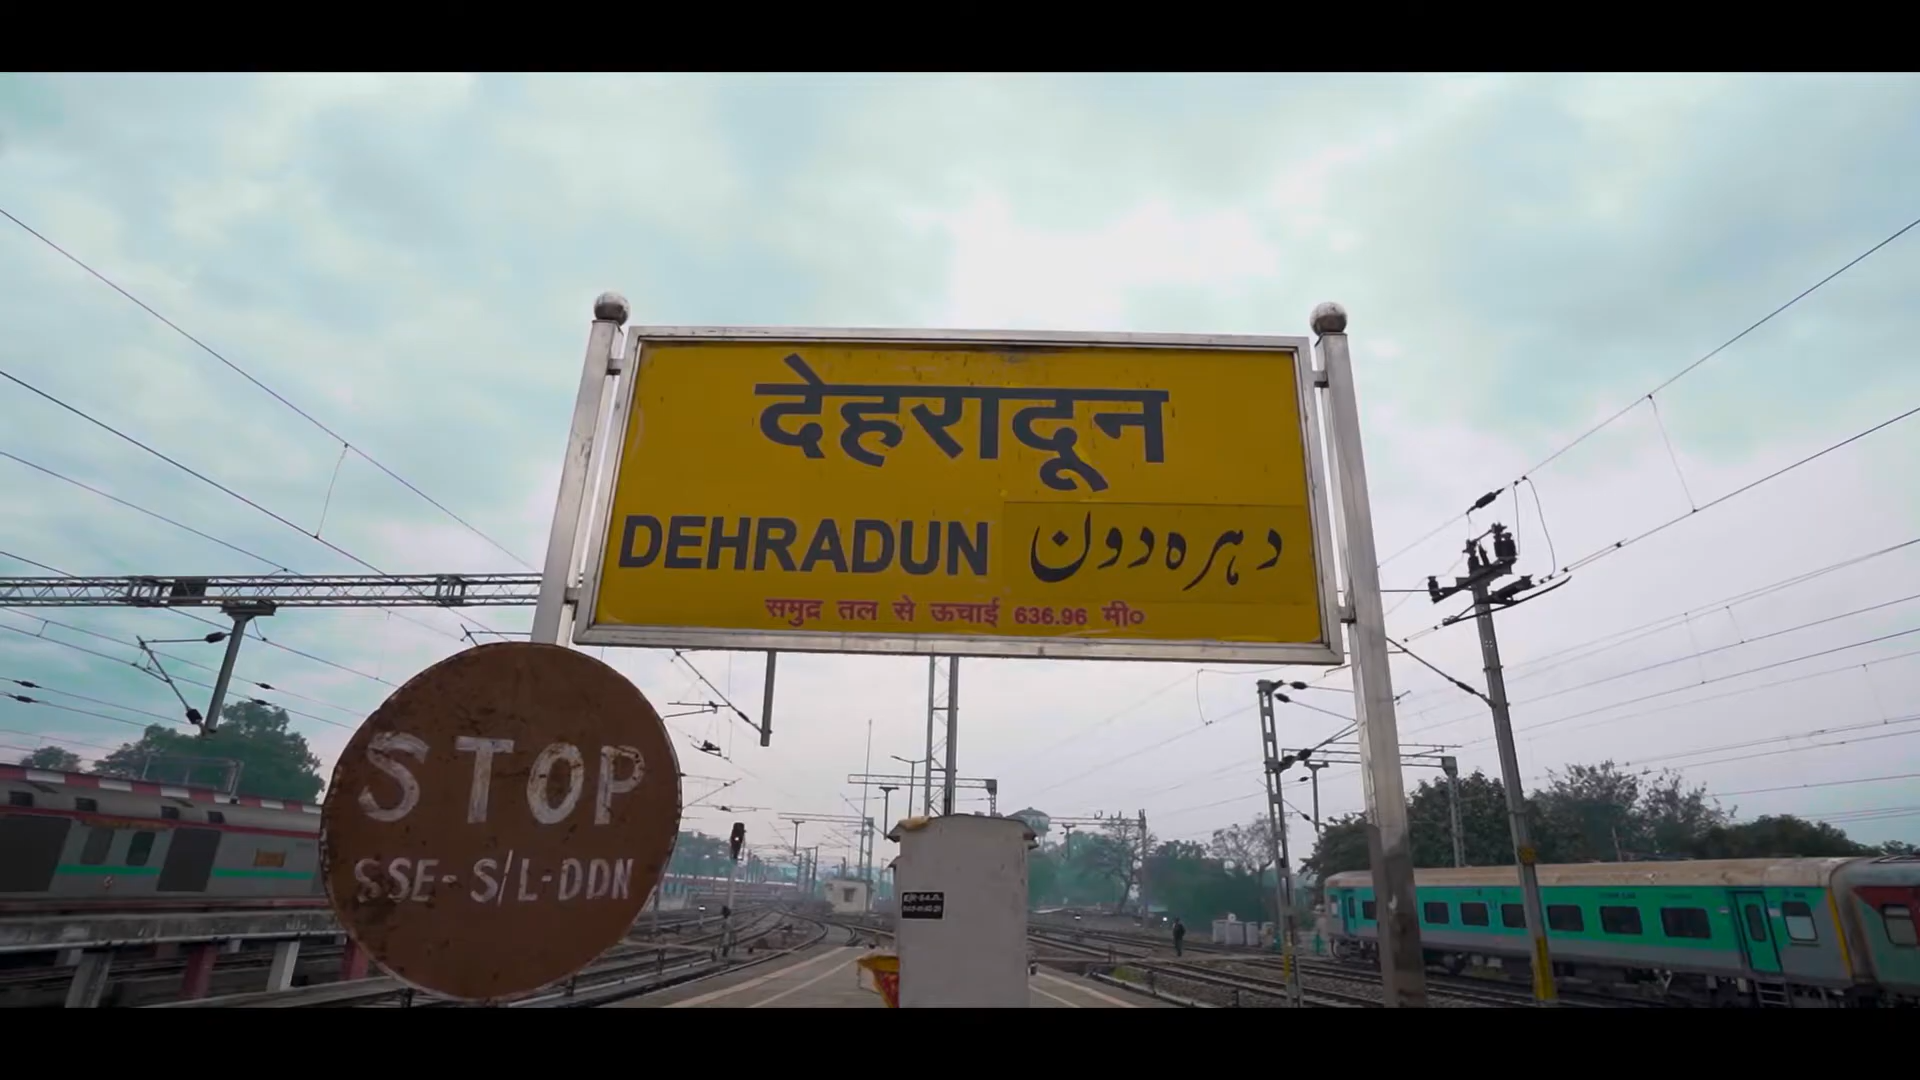 देहरादून
DEHRADUN دہرہ دون
समुद्र तल से ऊचाई 636.96 मी०
STOP
SSE- S/L-DDN